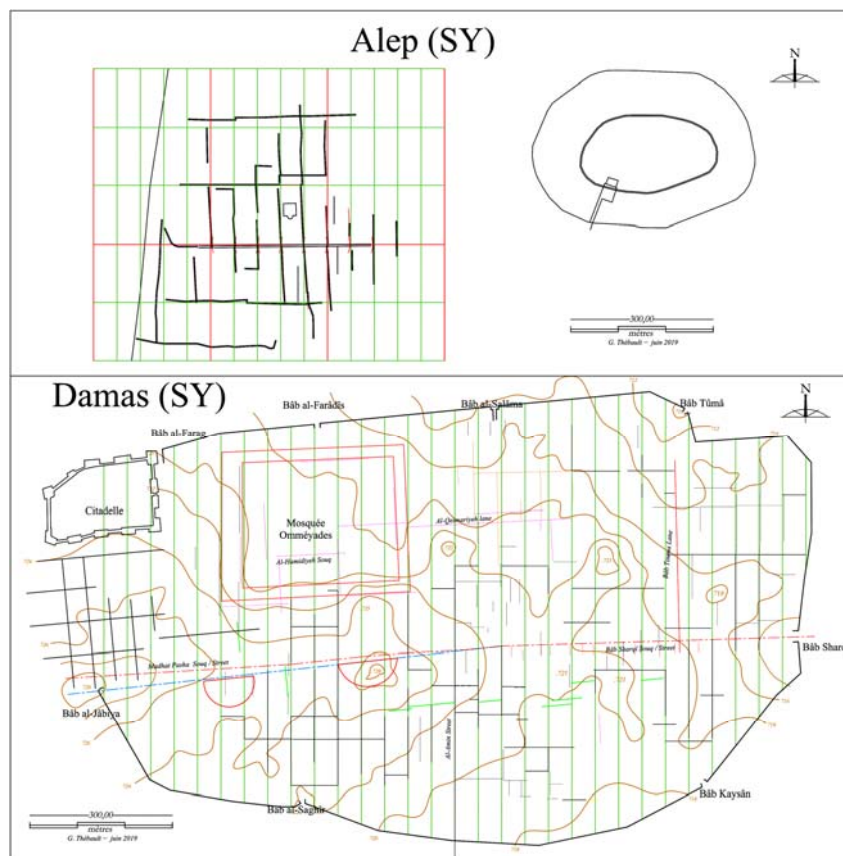 Alep (SY)
N
300,00
mètres
G. Thébault – juin 2019
Damas (SY)
Bâb al-Farâdîs
Bâb al-Salâma
Bâb Tûmâ
N
Bâb al-Farag
Citadelle
Mosquée
Omméyades
Al-Qaimariyah lane
Al-Hamidiyah Souq
Bâb Touma Lane
Midhat Pasha Souq / Street
Bâb Sharqi Souq / Street
Bâb Shar
Bâb al-Jâbiya
Al-Amin Street
Bâb Kaysân
Bâb al-Saghîr
300,00
mètres
G. Thébault – juin 2019